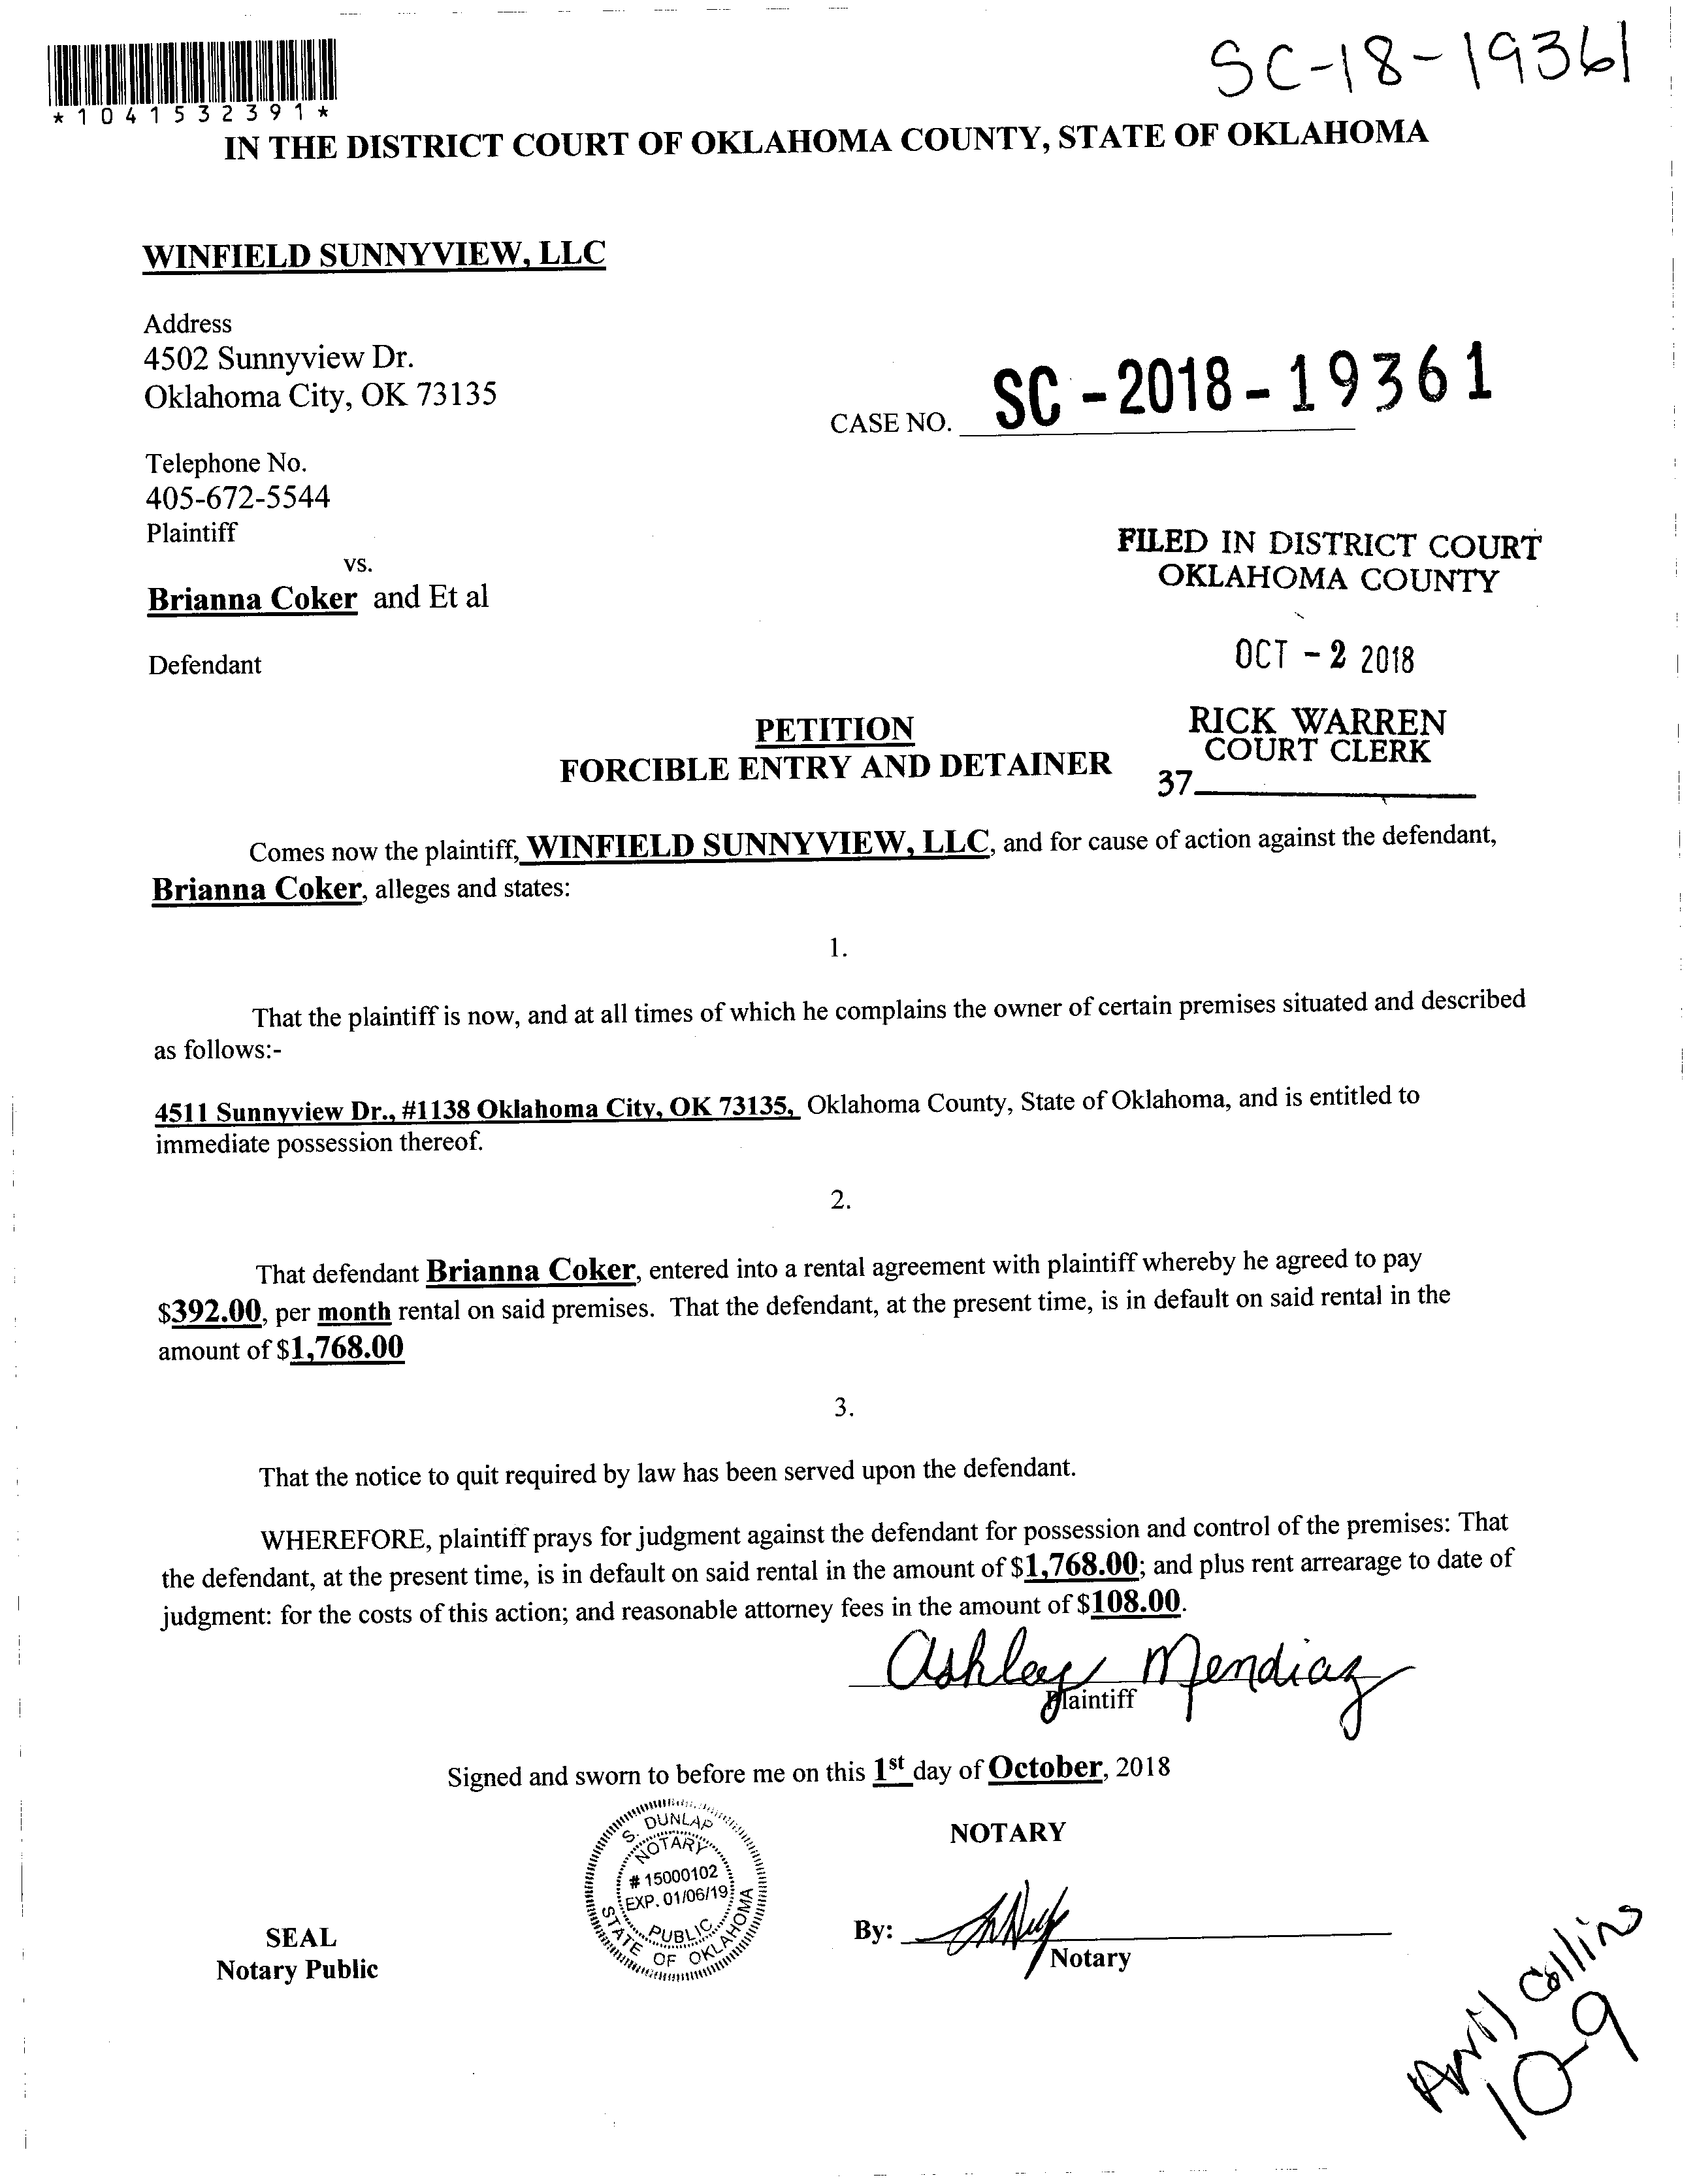 SC-18-19361
*1041532391*
IN THE DISTRICT COURT OF OKLAHOMA COUNTY, STATE OF OKLAHOMA
WINFIELD SUNNYVIEW, LLC
Address
4502 Sunnyview Dr.
Oklahoma City, OK 73135
CASE NO. SC-2018-19361
Telephone No.
405-672-5544
Plaintiff
vs.
Brianna Coker and Et al
Defendant
FILED IN DISTRICT COURT
OKLAHOMA COUNTY
OCT - 2 2018
RICK WARREN
COURT CLERK
37
PETITION
FORCIBLE ENTRY AND DETAINER
Comes now the plaintiff, WINFIELD SUNNYVIEW, LLC, and for cause of action against the defendant,
Brianna Coker, alleges and states:
1.
That the plaintiff is now, and at all times of which he complains the owner of certain premises situated and described
as follows:-
4511 Sunnyview Dr., #1138 Oklahoma City, OK 73135, Oklahoma County, State of Oklahoma, and is entitled to
immediate possession thereof.
2.
That defendant Brianna Coker, entered into a rental agreement with plaintiff whereby he agreed to pay
$392.00, per month rental on said premises. That the defendant, at the present time, is in default on said rental in the
amount of $1,768.00
3.
That the notice to quit required by law has been served upon the defendant.
WHEREFORE, plaintiff prays for judgment against the defendant for possession and control of the premises: That
the defendant, at the present time, is in default on said rental in the amount of $1,768.00; and plus rent arrearage to date of
judgment: for the costs of this action; and reasonable attorney fees in the amount of $108.00.
Ashley Mendiaz
Plaintiff
Signed and sworn to before me on this 1st day of October, 2018
S. DUNLAP
NOTARY
# 15000102
EXP. 01/06/19
PUBLIC
STATE OF OKLAHOMA
NOTARY
By:
Notary
SEAL
Notary Public
April Collins
10-9